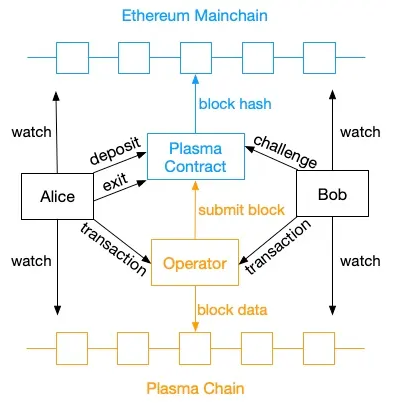 Ethereum Mainchain
block hash
watch
watch
deposit
Plasma
Contract
challenge
exit
Alice
Bob
submit block
transaction
transaction
Operator
watch
watch
block data
Plasma Chain